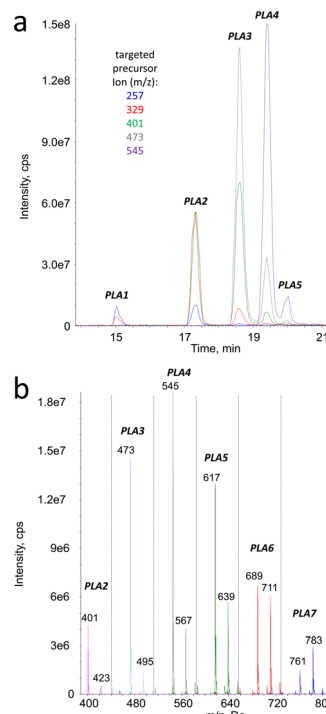 a
PLA4
PLA3
1.5e8
targeted
precursor
Ion (m/z):
257
329
401
473
545
1.2e8
9.0e7
Intensity, cps
PLA2
6.0e7
3.0e7
PLA1
PLA5
0
15
17
19
21
Time, min
b
PLA4
545
1.8e7
PLA3
473
1.5e7
PLA5
617
1.2e7
Intensity, cps
9e6
PLA6
689
711
PLA2
639
6e6
401
567
PLA7
783
3e6
495
761
423
0
400
480
560
640
720